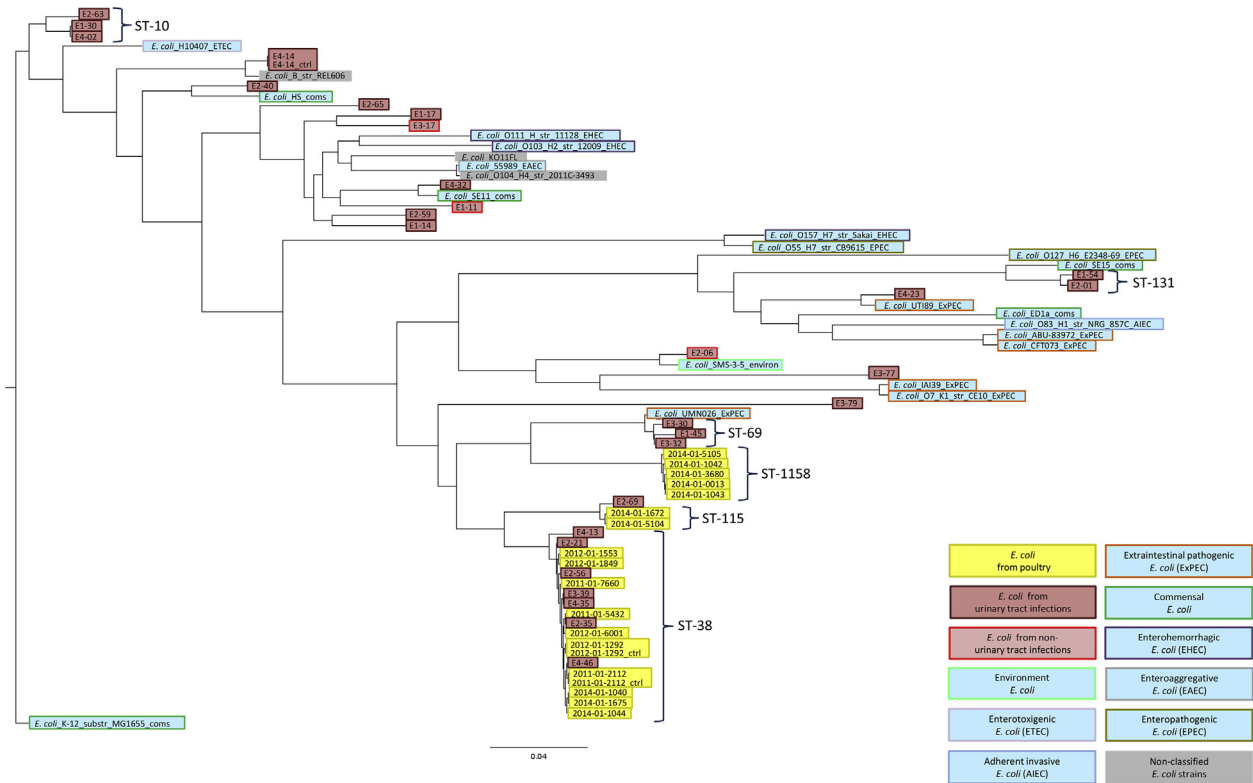 E2-63
E1-30
E4-02
ST-10
E. coli_H10407_ETEC
E4-14
E4-14_ctrl
E. coli_B_str_REL606
E2-40
E. coli_HS_coms
E2-65
E1-17
E3-17
E. coli_O111_H_str_11128_EHEC
E. coli_O103_H2_str_12009_EHEC
E. coli_KO11FL
E. coli_55989_EAEC
E. coli_O104_H4_str_2011C-3493
E4-32
E. coli_SE11_coms
E1-11
E2-59
E1-14
E. coli_O157_H7_str_Sakai_EHEC
E. coli_O55_H7_str_CB9615_EPEC
E. coli_O127_H6_E2348-69_EPEC
E. coli_SE15_coms
E1-54
E2-01
ST-131
E4-23
E. coli_UTI89_ExPEC
E. coli_ED1a_coms
E. coli_O83_H1_str_NRG_857C_AIEC
E. coli_ABU-83972_ExPEC
E. coli_CFT073_ExPEC
E2-06
E. coli_SMS-3-5_environ
E3-77
E. coli_IAI39_ExPEC
E. coli_O7_K1_str_CE10_ExPEC
E3-79
E. coli_UMN026_ExPEC
E3-30
E1-45
E3-32
ST-69
2014-01-5105
2014-01-1042
2014-01-3680
2014-01-0013
2014-01-1043
ST-1158
E2-69
2014-01-1672
2014-01-5104
ST-115
E4-13
E2-21
2012-01-1553
2012-01-1849
E2-56
2011-01-7660
E3-39
E4-35
2011-01-5432
E2-35
2012-01-6001
2012-01-1292
2012-01-1292_ctrl
E4-46
2011-01-2112
2011-01-2112_ctrl
2014-01-1040
2014-01-1675
2014-01-1044
ST-38
E. coli_K-12_substr_MG1655_coms
0.04
E. coli
from poultry
E. coli from
urinary tract infections
E. coli from non-
urinary tract infections
Environment
E. coli
Enterotoxigenic
E. coli (ETEC)
Adherent invasive
E. coli (AIEC)
Extraintestinal pathogenic
E. coli (ExPEC)
Commensal
E. coli
Enterohemorrhagic
E. coli (EHEC)
Enteroaggregative
E. coli (EAEC)
Enteropathogenic
E. coli (EPEC)
Non-classified
E. coli strains